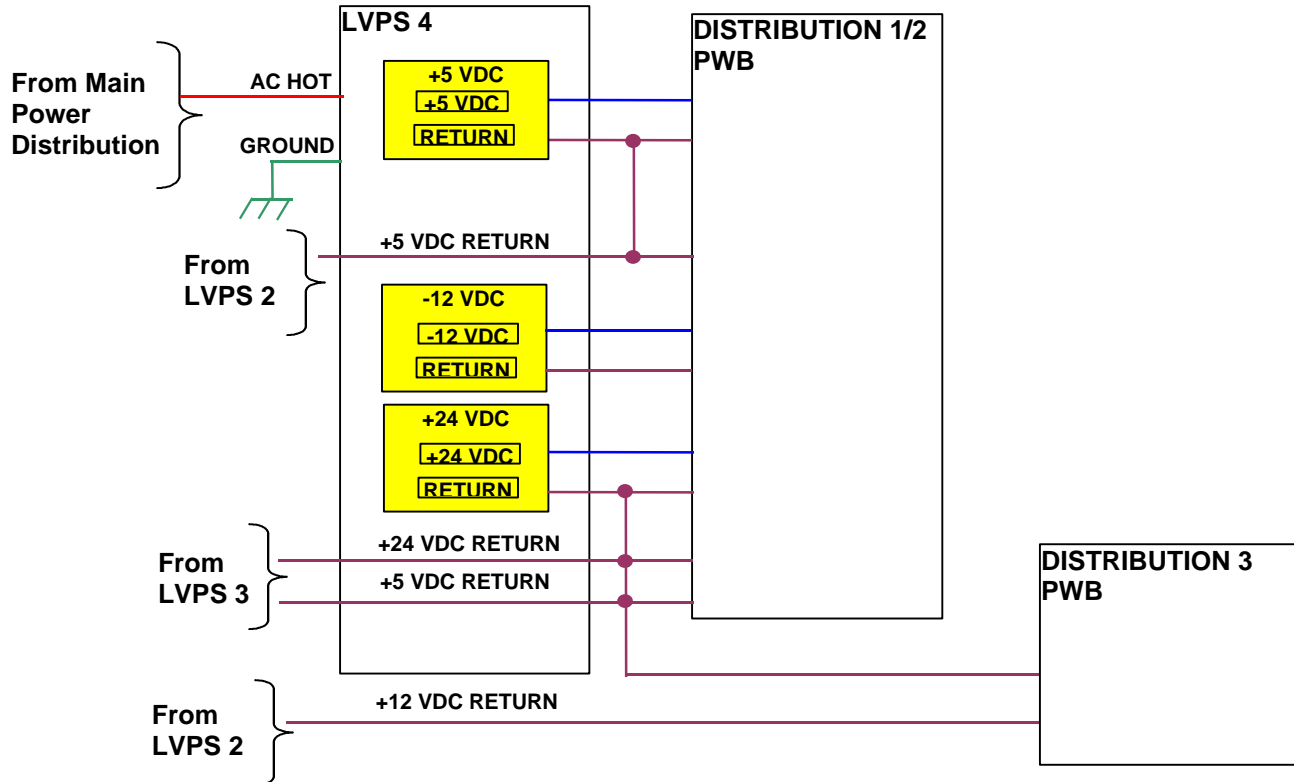 LVPS 4
DISTRIBUTION 1/2
PWB
From Main
Power
Distribution
AC HOT
GROUND
+5 VDC
+5 VDC
RETURN
+5 VDC RETURN
From
LVPS 2
-12 VDC
-12 VDC
RETURN
+24 VDC
+24 VDC
RETURN
From
LVPS 3
+24 VDC RETURN
+5 VDC RETURN
DISTRIBUTION 3
PWB
From
LVPS 2
+12 VDC RETURN